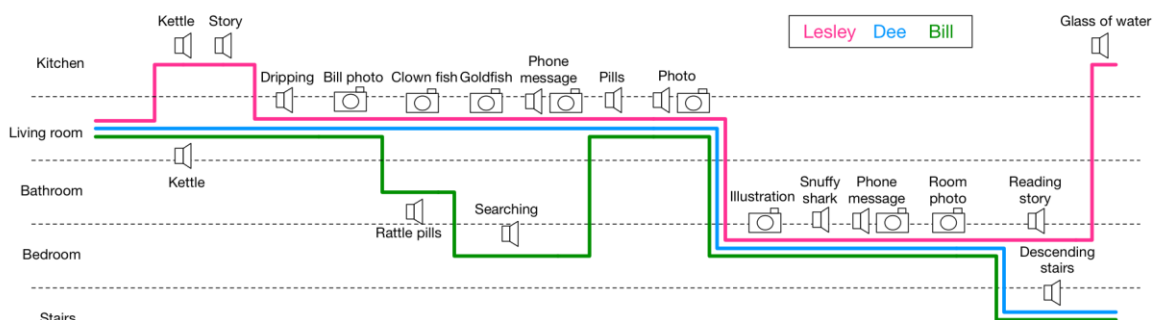 Kettle
Story
Glass of water
Lesley Dee Bill
Kitchen
Dripping
Bill photo
Clown fish
Goldfish
Phone
message
Pills
Photo
Living room
Kettle
Bathroom
Rattle pills
Searching
Illustration
Snuffy
shark
Phone
message
Room
photo
Reading
story
Bedroom
Descending
stairs
Stairs